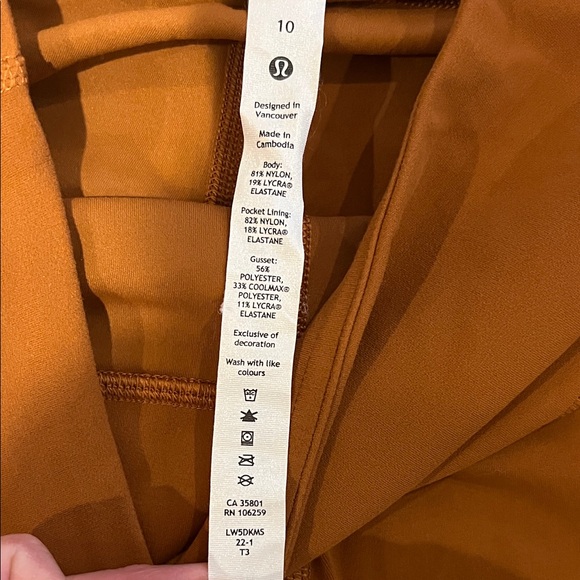 10
Designed in
Vancouver
Made in
Cambodia
Body:
81% NYLON,
19% LYCRA®
ELASTANE
Pocket Lining:
82% NYLON,
18% LYCRA®
ELASTANE
Gusset:
56%
POLYESTER,
33% COOLMAX®
POLYESTER,
11% LYCRA®
ELASTANE
Exclusive of
decoration
Wash with like
colours
CA 35801
RN 106259
LW5DKMS
22-1
T3